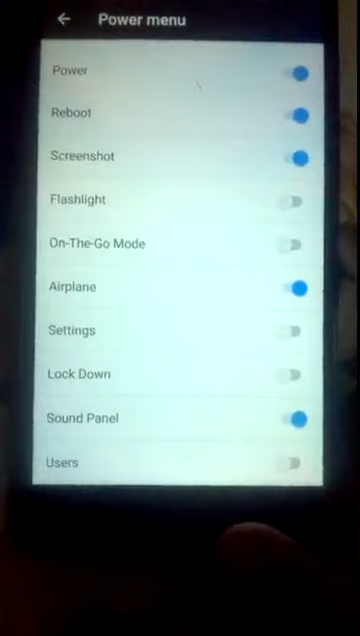 Power menu
Power
Reboot
Screenshot
Flashlight
On-The-Go Mode
Airplane
Settings
Lock Down
Sound Panel
Users